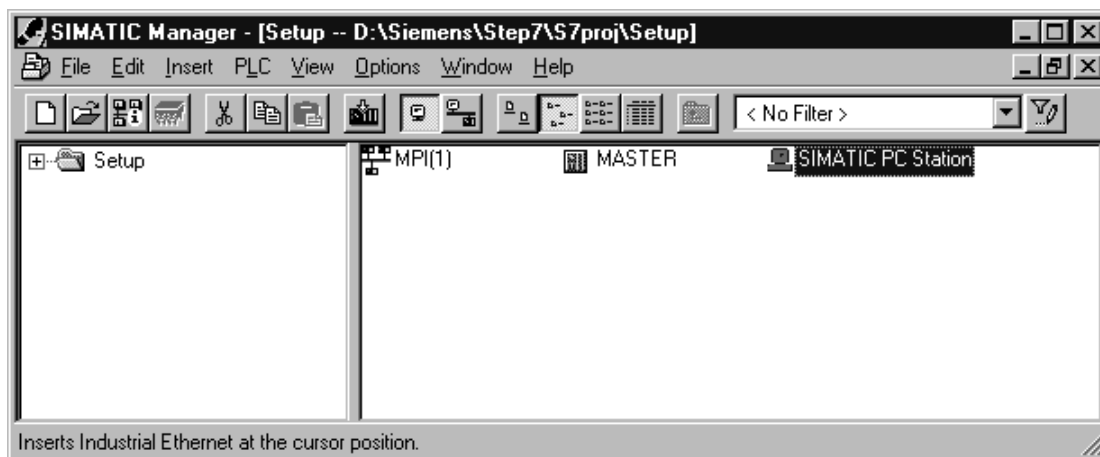 SIMATIC Manager - [Setup -- D:\Siemens\Step7\S7proj\Setup]
File Edit Insert PLC View Options Window Help
< No Filter >
Setup MPI(1) MASTER SIMATIC PC Station
Inserts Industrial Ethernet at the cursor position.